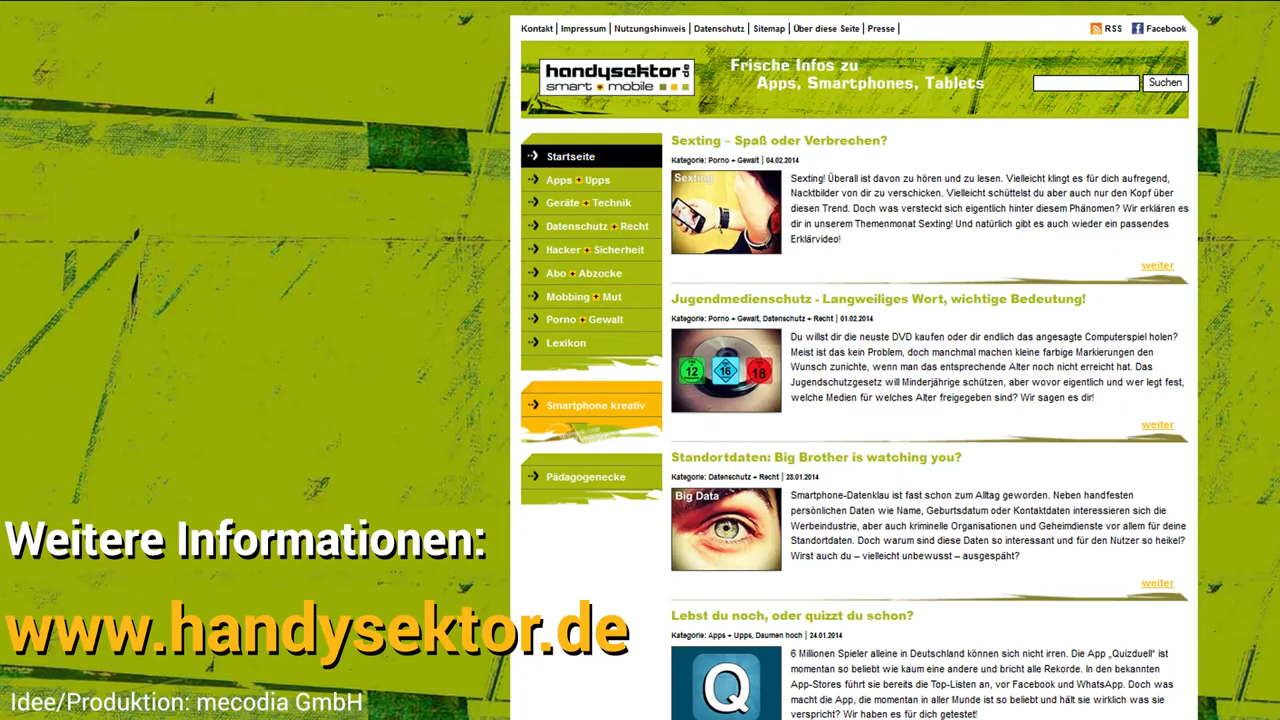 Kontakt | Impressum | Nutzungshinweis | Datenschutz | Sitemap | Über diese Seite | Presse |
RSS Facebook
handysektor.de
smart + mobile
Frische Infos zu
Apps, Smartphones, Tablets
Suchen
Startseite
Apps + Upps
Geräte + Technik
Datenschutz + Recht
Hacker + Sicherheit
Abo + Abzocke
Mobbing + Mut
Porno + Gewalt
Lexikon
Smartphone kreativ
Pädagogenecke
Sexting – Spaß oder Verbrechen?
Kategorie: Porno + Gewalt | 04.02.2014
Sexting
Sexting! Überall ist davon zu hören und zu lesen. Vielleicht klingt es für dich aufregend,
Nacktbilder von dir zu verschicken. Vielleicht schüttelst du aber auch nur den Kopf über
diesen Trend. Doch was versteckt sich eigentlich hinter diesem Phänomen? Wir erklären es
dir in unserem Themenmonat Sexting! Und natürlich gibt es auch wieder ein passendes
Erklärvideo!
weiter
Jugendmedienschutz - Langweiliges Wort, wichtige Bedeutung!
Kategorie: Porno + Gewalt, Datenschutz + Recht | 01.02.2014
12 16 18
Du willst dir die neuste DVD kaufen oder dir endlich das angesagte Computerspiel holen?
Meist ist das kein Problem, doch manchmal machen kleine farbige Markierungen den
Wunsch zunichte, wenn man das entsprechende Alter noch nicht erreicht hat. Das
Jugendschutzgesetz will Minderjährige schützen, aber wovor eigentlich und wer legt fest,
welche Medien für welches Alter freigegeben sind? Wir sagen es dir!
weiter
Standortdaten: Big Brother is watching you?
Kategorie: Datenschutz + Recht | 28.01.2014
Big Data
Smartphone-Datenklau ist fast schon zum Alltag geworden. Neben handfesten
persönlichen Daten wie Name, Geburtsdatum oder Kontaktdaten interessieren sich die
Werbeindustrie, aber auch kriminelle Organisationen und Geheimdienste vor allem für deine
Standortdaten. Doch warum sind diese Daten so interessant und für den Nutzer so heikel?
Wirst auch du – vielleicht unbewusst – ausgespäht?
weiter
Lebst du noch, oder quizzt du schon?
Kategorie: Apps + Upps, Daumen hoch | 24.01.2014
Q
6 Millionen Spieler alleine in Deutschland können sich nicht irren. Die App „Quizduell“ ist
momentan so beliebt wie kaum eine andere und bricht alle Rekorde. In den bekannten
App-Stores führt sie bereits die Top-Listen an, vor Facebook und WhatsApp. Doch was
macht die App, die momentan in aller Munde ist so beliebt und hält sie wirklich was sie
verspricht? Wir haben es für dich getestet!
Weitere Informationen:
www.handysektor.de
Idee/Produktion: mecodia GmbH